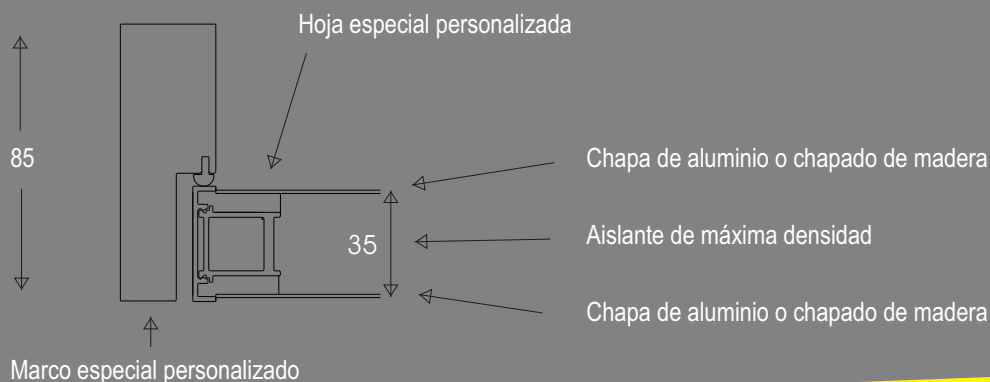 Hoja especial personalizada
85
Chapa de aluminio o chapado de madera
35
Aislante de máxima densidad
Chapa de aluminio o chapado de madera
Marco especial personalizado